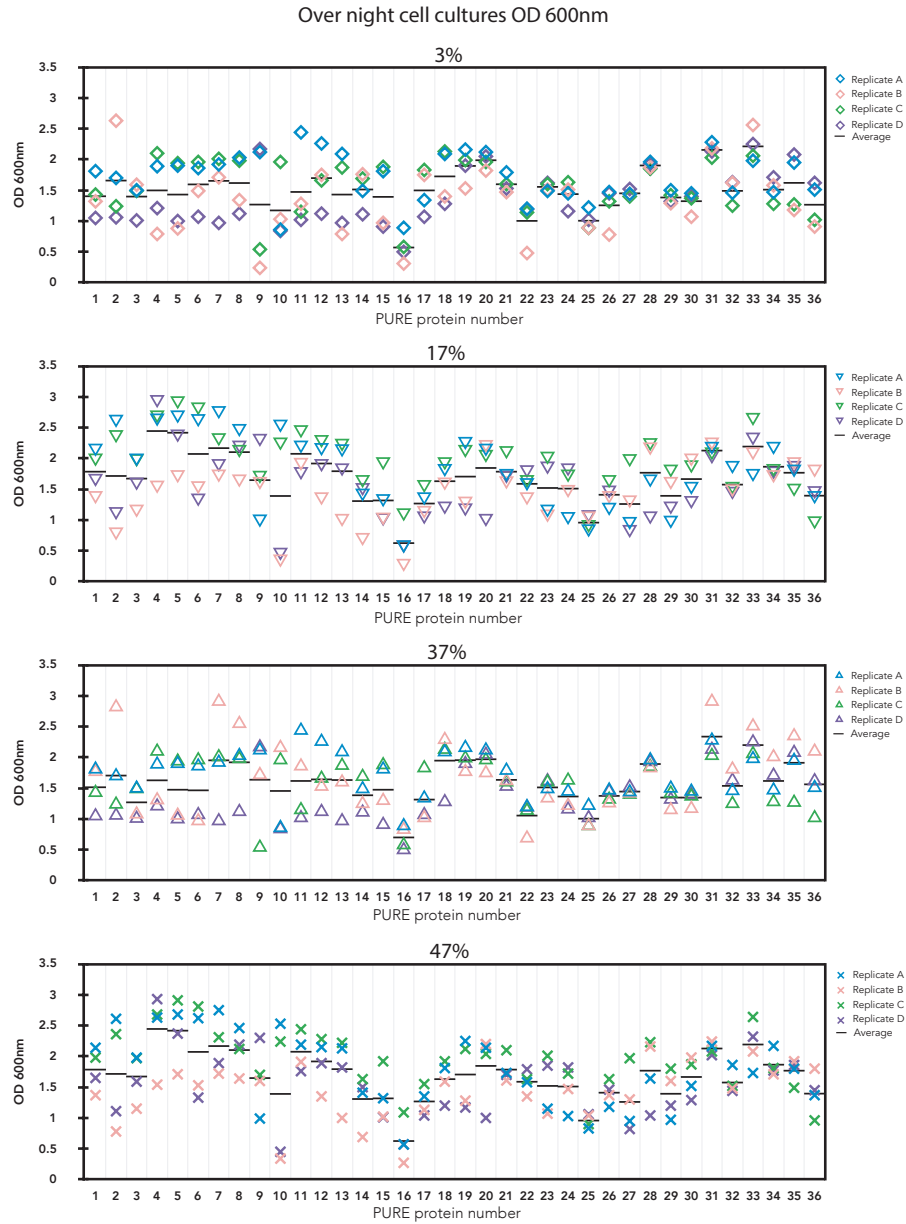 Over night cell cultures OD 600nm
3%
3.5
3
2.5
2
1.5
1
0.5
0
OD 600nm
1 2 3 4 5 6 7 8 9 10 11 12 13 14 15 16 17 18 19 20 21 22 23 24 25 26 27 28 29 30 31 32 33 34 35 36
PURE protein number
Replicate A
Replicate B
Replicate C
Replicate D
Average
17%
3.5
3
2.5
2
1.5
1
0.5
0
OD 600nm
1 2 3 4 5 6 7 8 9 10 11 12 13 14 15 16 17 18 19 20 21 22 23 24 25 26 27 28 29 30 31 32 33 34 35 36
PURE protein number
Replicate A
Replicate B
Replicate C
Replicate D
Average
37%
3.5
3
2.5
2
1.5
1
0.5
0
OD 600nm
1 2 3 4 5 6 7 8 9 10 11 12 13 14 15 16 17 18 19 20 21 22 23 24 25 26 27 28 29 30 31 32 33 34 35 36
PURE protein number
Replicate A
Replicate B
Replicate C
Replicate D
Average
47%
3.5
3
2.5
2
1.5
1
0.5
0
OD 600nm
1 2 3 4 5 6 7 8 9 10 11 12 13 14 15 16 17 18 19 20 21 22 23 24 25 26 27 28 29 30 31 32 33 34 35 36
PURE protein number
Replicate A
Replicate B
Replicate C
Replicate D
Average